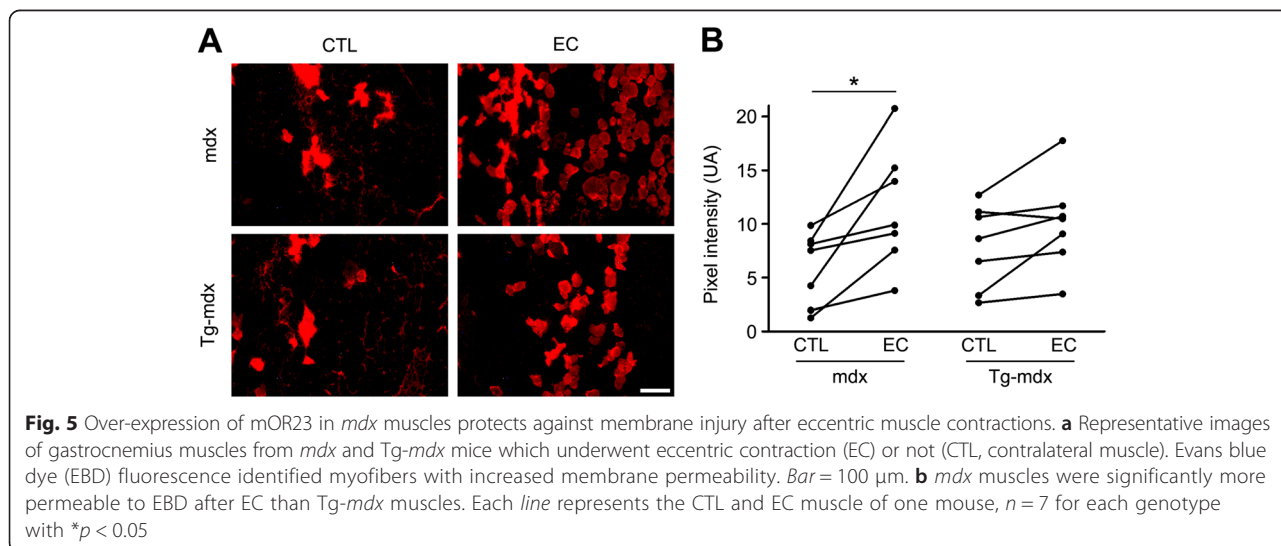 A
CTL
EC
mdx
Tg-mdx
B
*
Pixel intensity (UA)
20
15
10
5
0
CTL
EC
CTL
EC
mdx
Tg-mdx
Fig. 5 Over-expression of mOR23 in mdx muscles protects against membrane injury after eccentric muscle contractions. a Representative images
of gastrocnemius muscles from mdx and Tg-mdx mice which underwent eccentric contraction (EC) or not (CTL, contralateral muscle). Evans blue
dye (EBD) fluorescence identified myofibers with increased membrane permeability. Bar = 100 μm. b mdx muscles were significantly more
permeable to EBD after EC than Tg-mdx muscles. Each line represents the CTL and EC muscle of one mouse, n = 7 for each genotype
with *p < 0.05